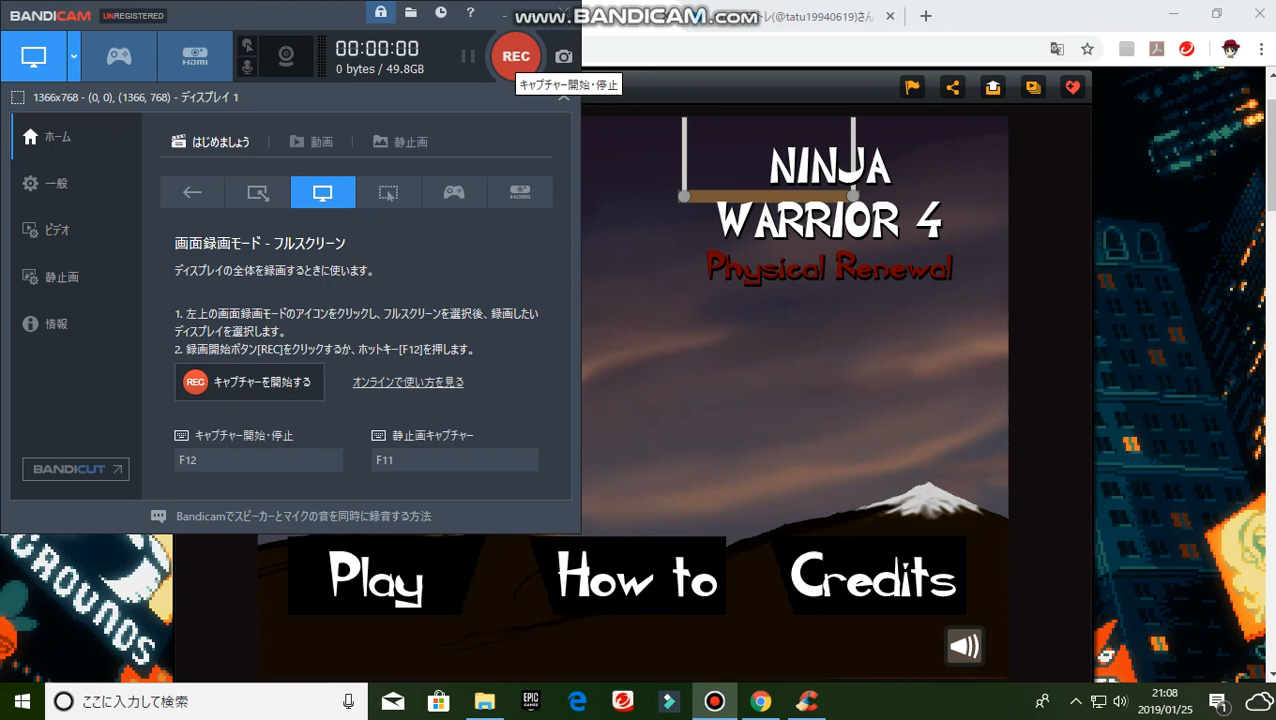 BANDICAM UNREGISTERED
www.BANDICAM.com
トレ(@tatu19940619)さん
HDMI
00:00:00
0 bytes / 49.8GB
REC
キャプチャー開始・停止
1366x768 - (0, 0), (1366, 768) - ディスプレイ 1
ホーム
一般
ビデオ
静止画
情報
はじめましょう
動画
静止画
HDMI
画面録画モード - フルスクリーン
ディスプレイの全体を録画するときに使います。
1. 左上の画面録画モードのアイコンをクリックし、フルスクリーンを選択後、録画したい
ディスプレイを選択します。
2. 録画開始ボタン[REC]をクリックするか、ホットキー[F12]を押します。
REC キャプチャーを開始する
オンラインで使い方を見る
キャプチャー開始・停止
静止画キャプチャー
F12
F11
BANDICUT
Bandicamでスピーカーとマイクの音を同時に録音する方法
NINJA
WARRIOR 4
Physical Renewal
Play
How to
Credits
GROUNDS
ここに入力して検索
EPIC
GAMES
21:08
2019/01/25
1